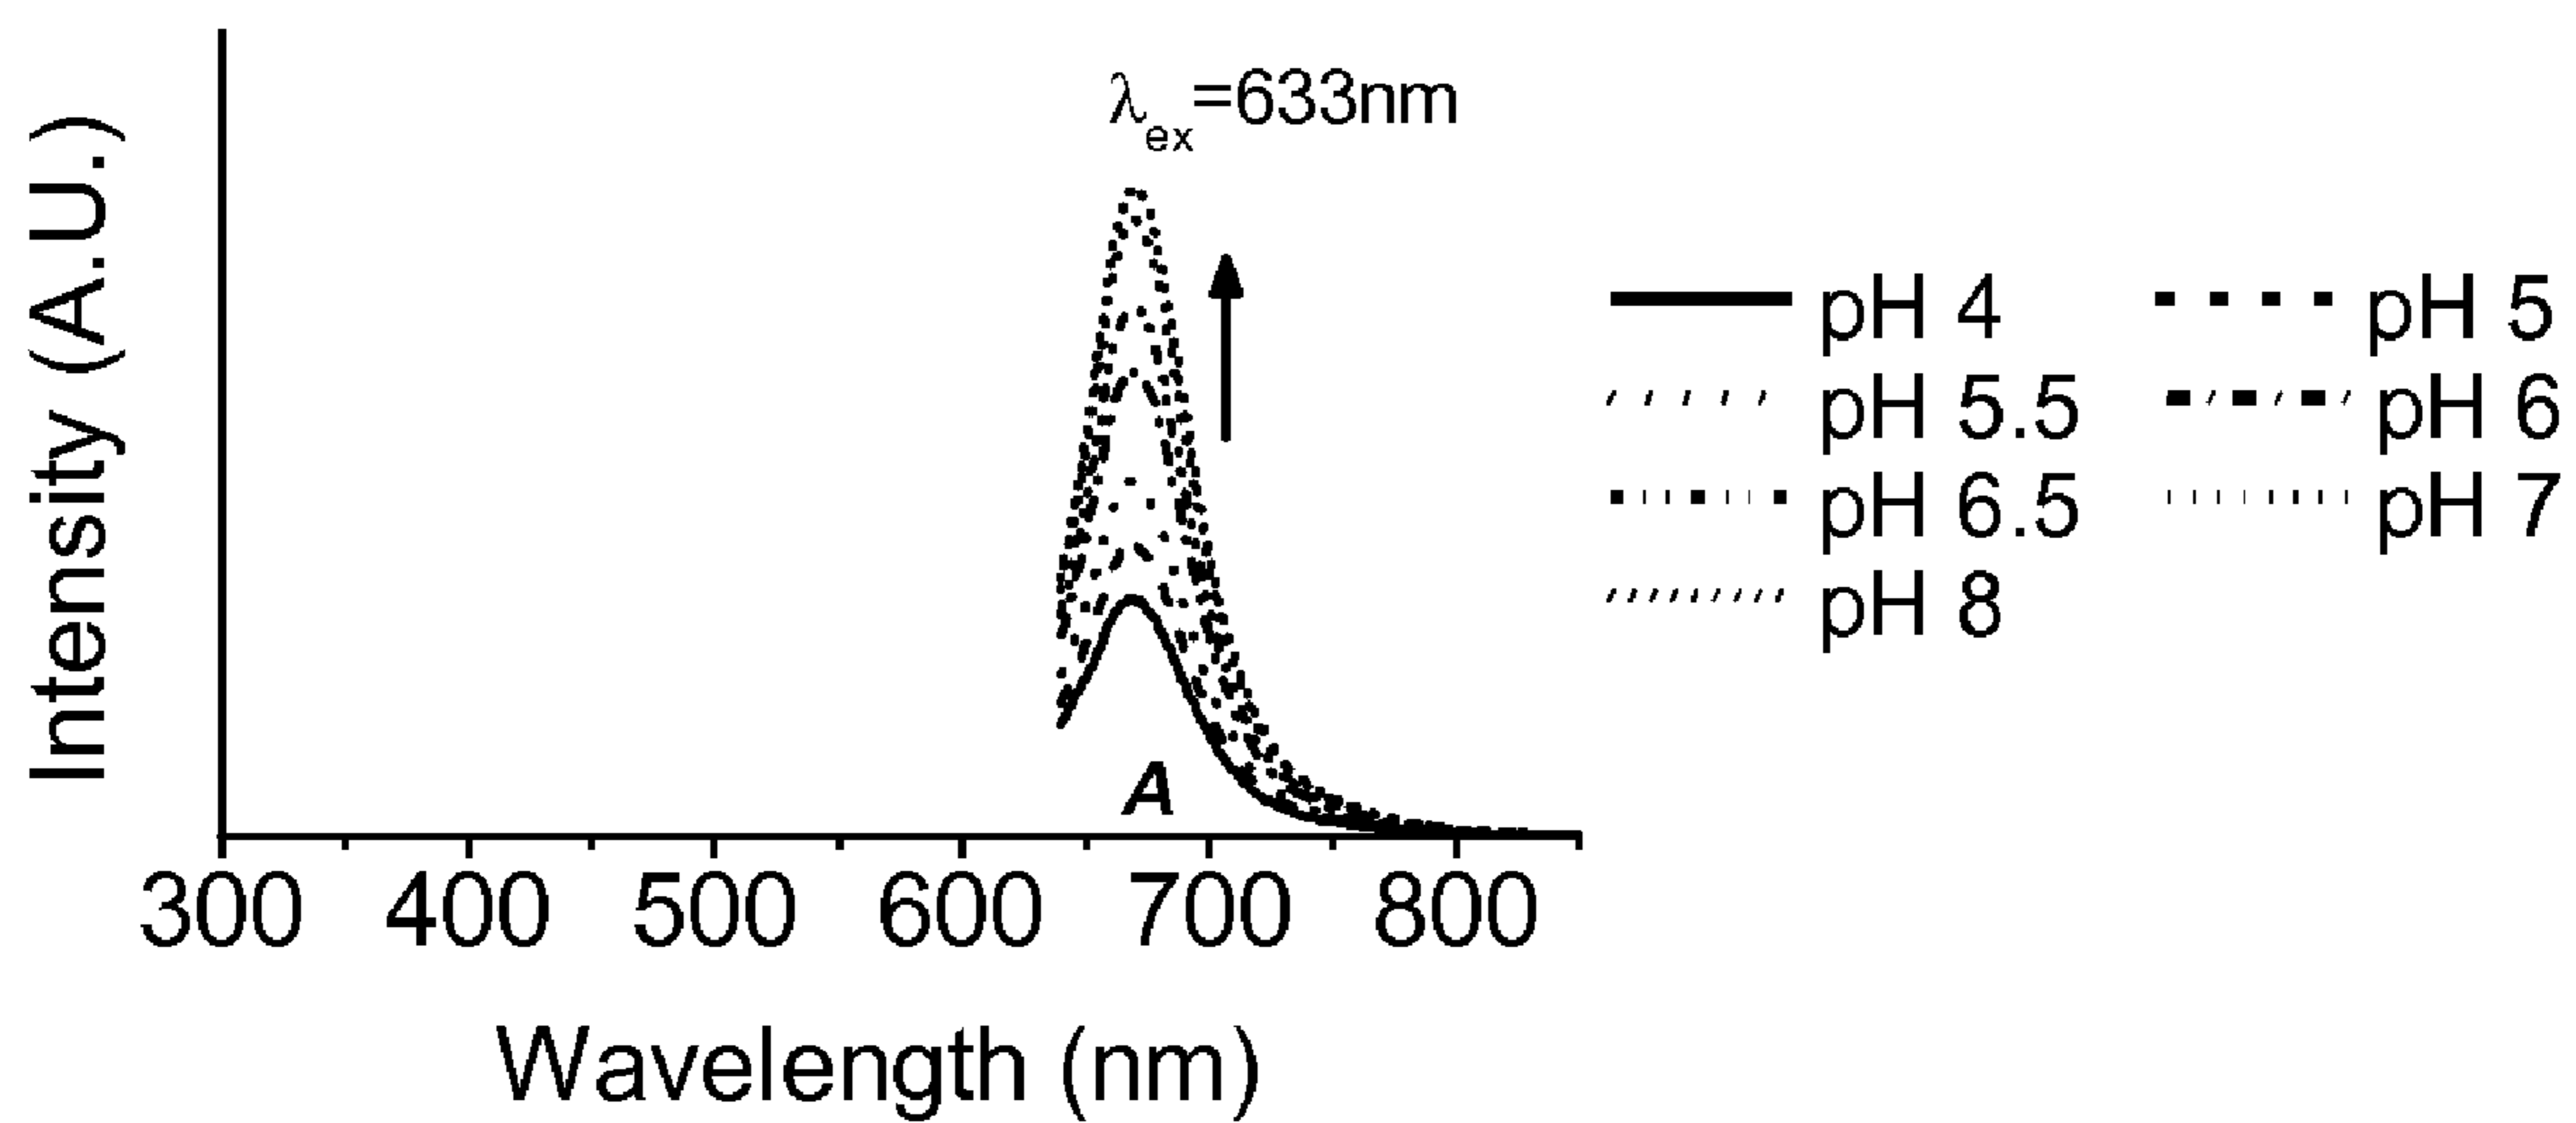 λex=633nm
Intensity (A.U.)
pH 4 pH 5
pH 5.5 pH 6
pH 6.5 pH 7
pH 8
A
300 400 500 600 700 800
Wavelength (nm)